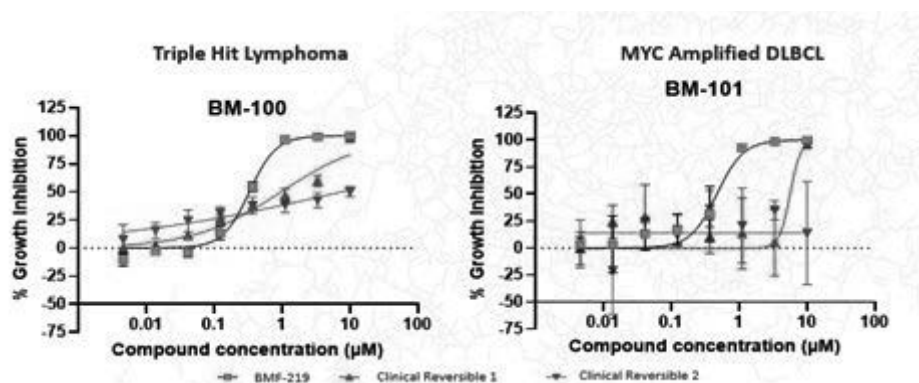 Triple Hit Lymphoma
BM-100
% Growth Inhibition
125
100
75
50
25
0
-25
-50
-75
0.01
0.1
1
10
100
Compound concentration (µM)
MYC Amplified DLBCL
BM-101
% Growth Inhibition
125
100
75
50
25
0
25
50
-75
0.01
0.1
1
10
100
Compound concentration (µM)
BMF-219
Clinical Reversible 1
Clinical Reversible 2